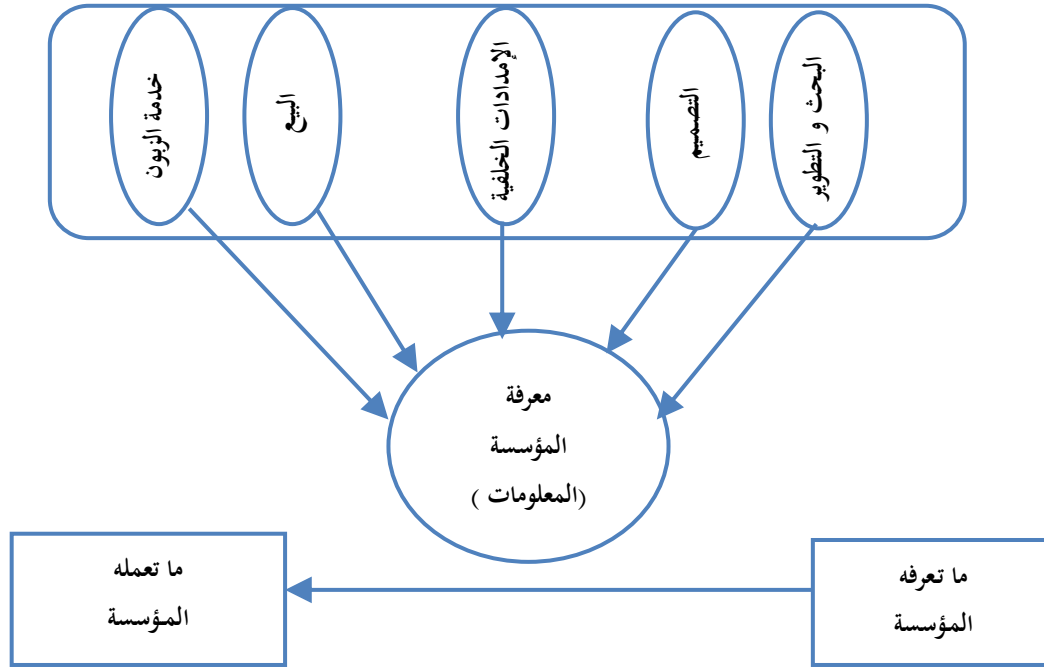 البحث و التطوير
التصميم
الإمدادات الخلفية
البيع
خدمة الزبون
معرفة
المؤسسة
(المعلومات )
ما تعرفه
المؤسسة
ما تعمله
المؤسسة